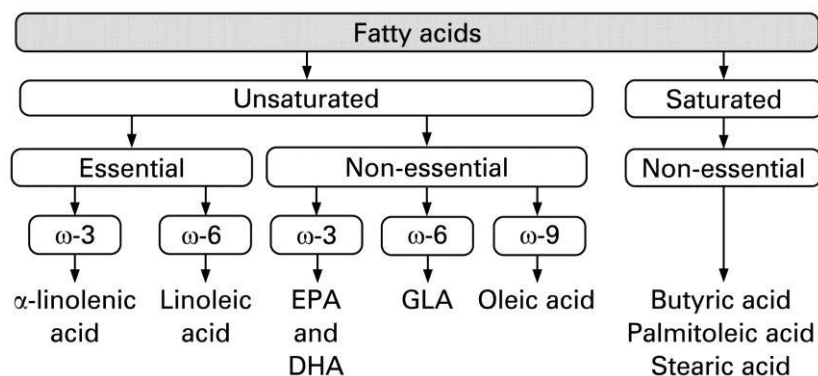 Fatty acids
Unsaturated
Saturated
Essential
Non-essential
Non-essential
ω-3
ω-6
ω-3
ω-6
ω-9
α-linolenic
acid
Linoleic
acid
EPA
and
DHA
GLA
Oleic acid
Butyric acid
Palmitoleic acid
Stearic acid